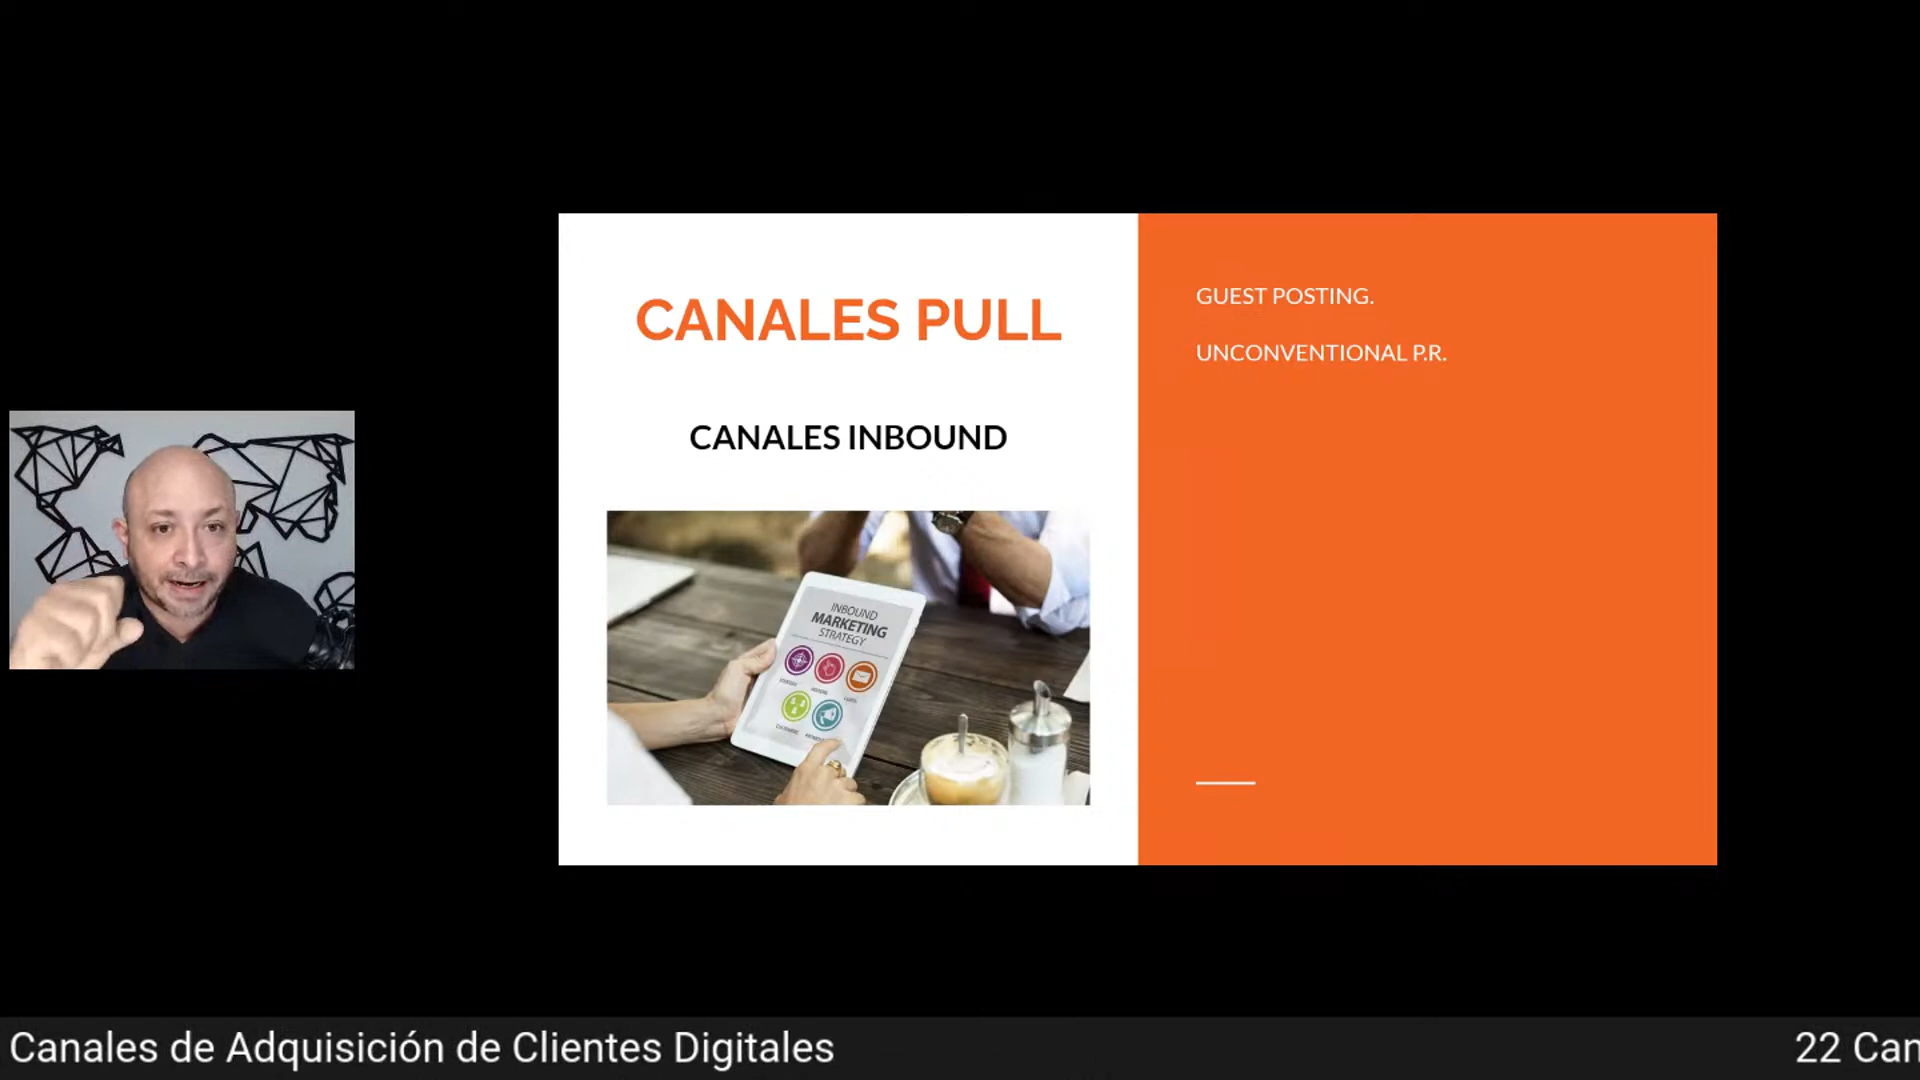 CANALES PULL
CANALES INBOUND
INBOUND
MARKETING
STRATEGY
GUEST POSTING.
UNCONVENTIONAL P.R.
Canales de Adquisición de Clientes Digitales
22 Can